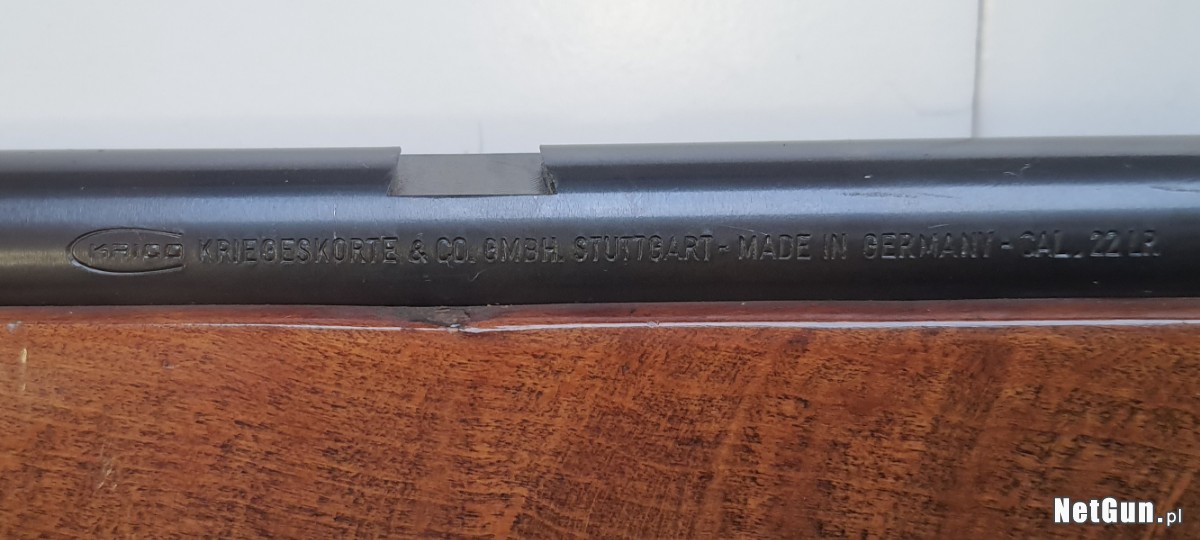 KRICO KRIEGESKORTE & CO. GMBH. STUTTGART - MADE IN GERMANY - CAL. .22 LR.
NetGun.pl